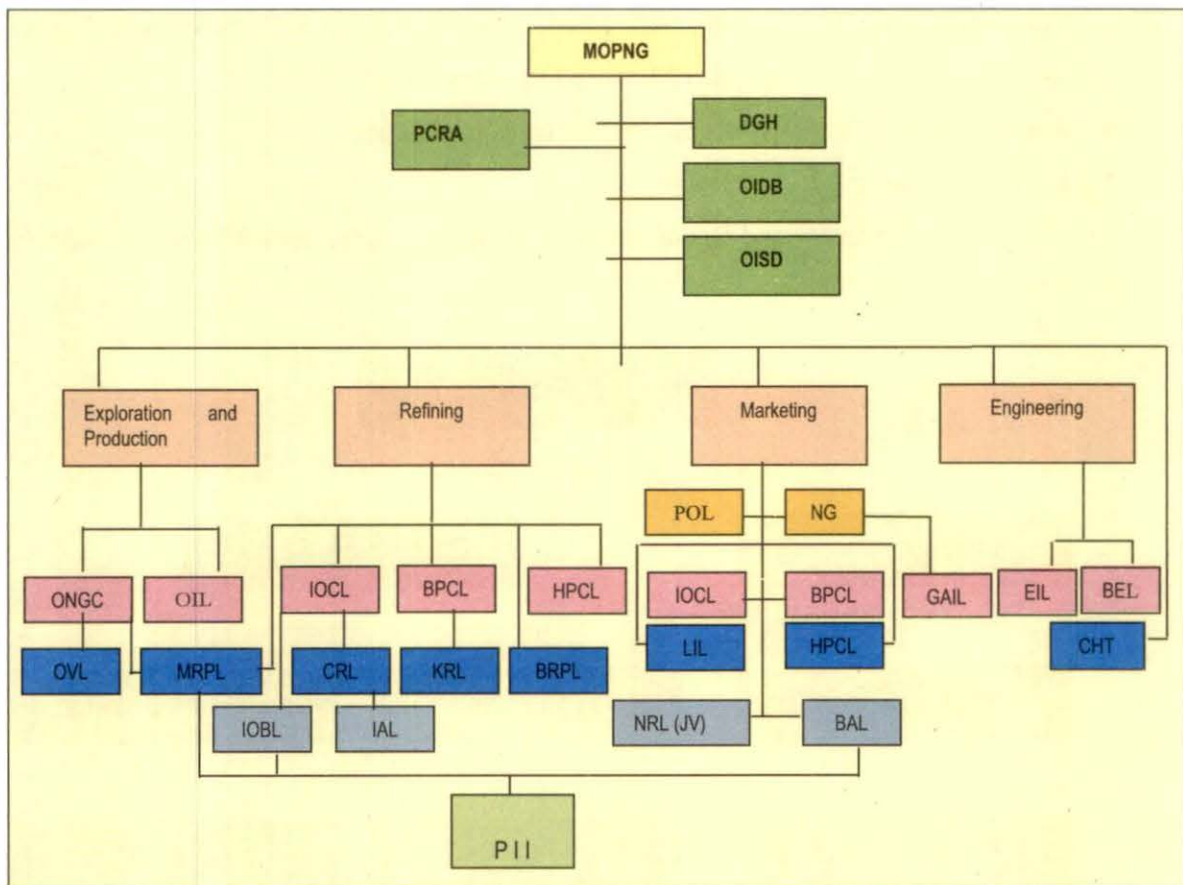 MOPNG
PCRA
DGH
OIDB
OISD
Exploration and
Production
Refining
Marketing
Engineering
POL
NG
ONGC
OIL
IOCL
BPCL
HPCL
IOCL
BPCL
GAIL
EIL
BEL
OVL
MRPL
CRL
KRL
BRPL
LIL
HPCL
CHT
IOBL
IAL
NRL (JV)
BAL
P I I